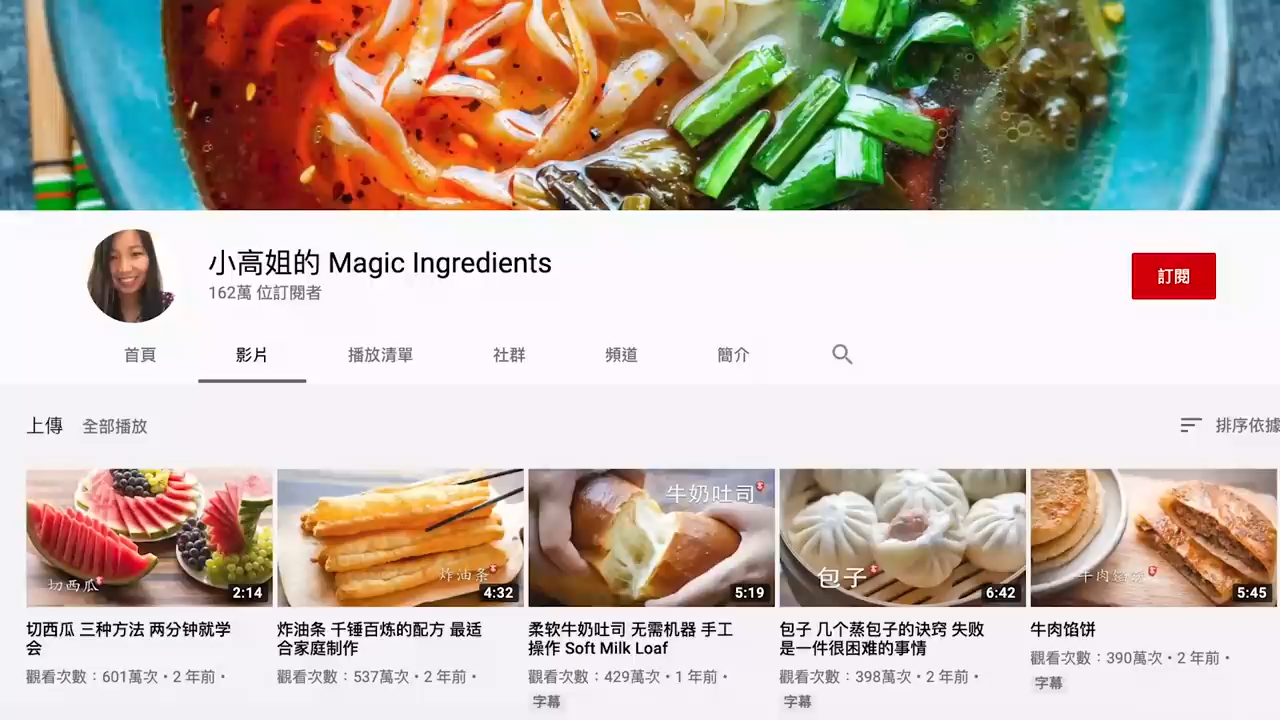 小高姐的 Magic Ingredients
162萬 位訂閱者
訂閱
首頁 影片 播放清單 社群 頻道 簡介
上傳 全部播放 排序依據
切西瓜 2:14
炸油条 4:32
牛奶吐司 5:19
包子 6:42
牛肉馅饼 5:45
切西瓜 三种方法 两分钟就学
会
觀看次數：601萬次・2 年前・
炸油条 千锤百炼的配方 最适
合家庭制作
觀看次數：537萬次・2 年前・
柔软牛奶吐司 无需机器 手工
操作 Soft Milk Loaf
觀看次數：429萬次・1 年前・
字幕
包子 几个蒸包子的诀窍 失败
是一件很困难的事情
觀看次數：398萬次・2 年前・
字幕
牛肉馅饼
觀看次數：390萬次・2 年前・
字幕